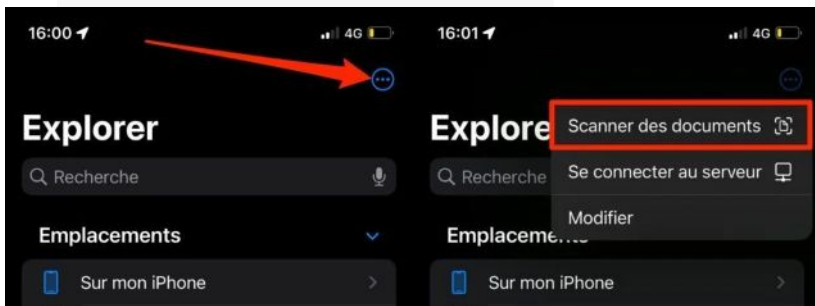 16:00
4G
Explorer
Recherche
Emplacements
Sur mon iPhone
16:01
4G
Explore
Scanner des documents
Recherche
Se connecter au serveur
Modifier
Emplaceme
Sur mon iPhone